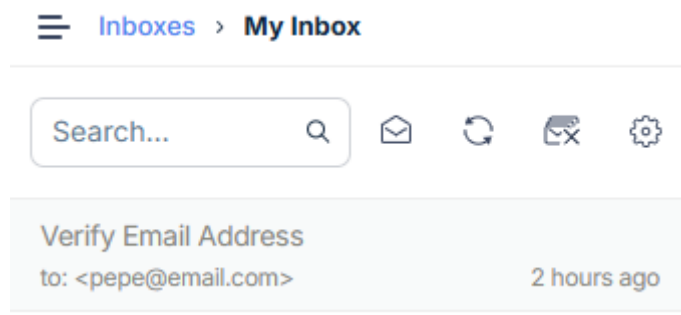 Inboxes > My Inbox
Search...
Verify Email Address
to: <pepe@email.com>
2 hours ago